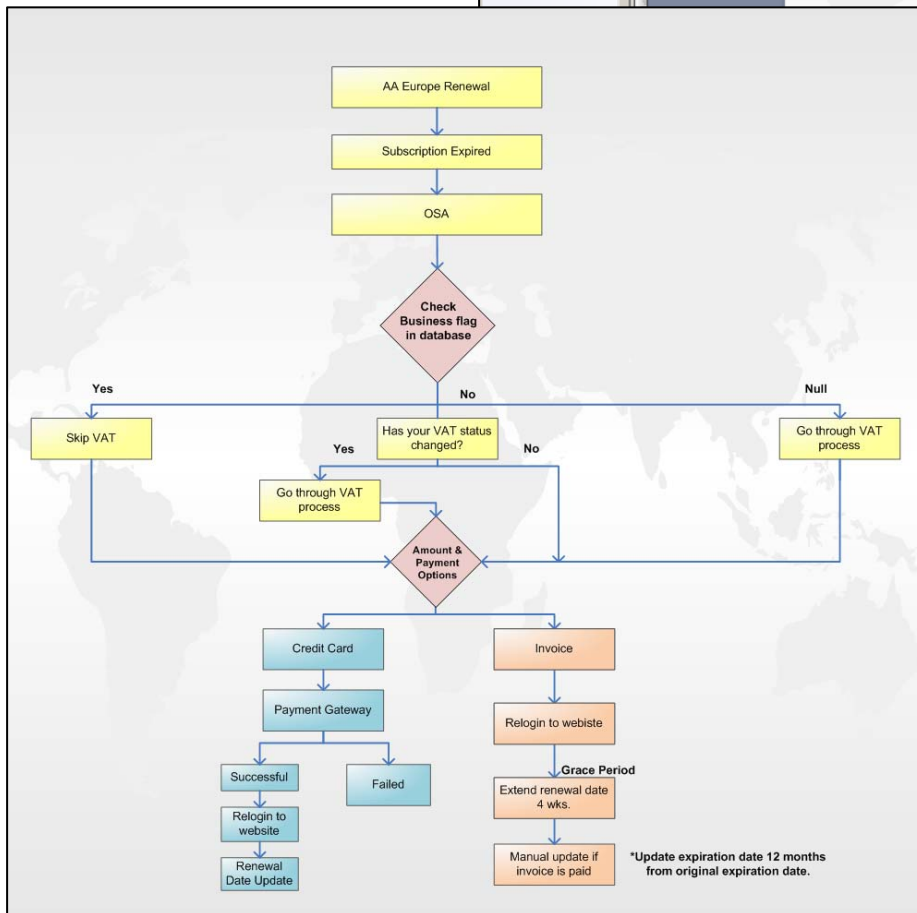 AA Europe Renewal
Subscription Expired
OSA
Check
Business flag
in database
Yes
No
Null
Skip VAT
Has your VAT status
changed?
Go through VAT
process
Yes
No
Go through VAT
process
Amount &
Payment
Options
Credit Card
Invoice
Payment Gateway
Relogin to webiste
Successful
Failed
Grace Period
Extend renewal date
4 wks.
Relogin to
website
Renewal
Date Update
Manual update if
invoice is paid
*Update expiration date 12 months
from original expiration date.